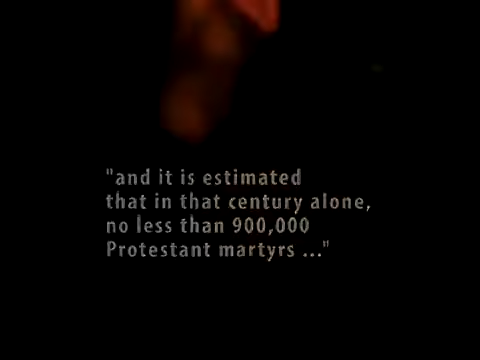 "and it is estimated
that in that century alone,
no less than 900,000
Protestant martyrs ..."